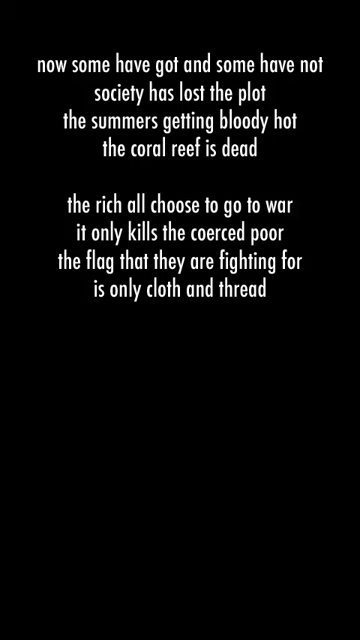 now some have got and some have not
society has lost the plot
the summers getting bloody hot
the coral reef is dead
the rich all choose to go to war
it only kills the coerced poor
the flag that they are fighting for
is only cloth and thread